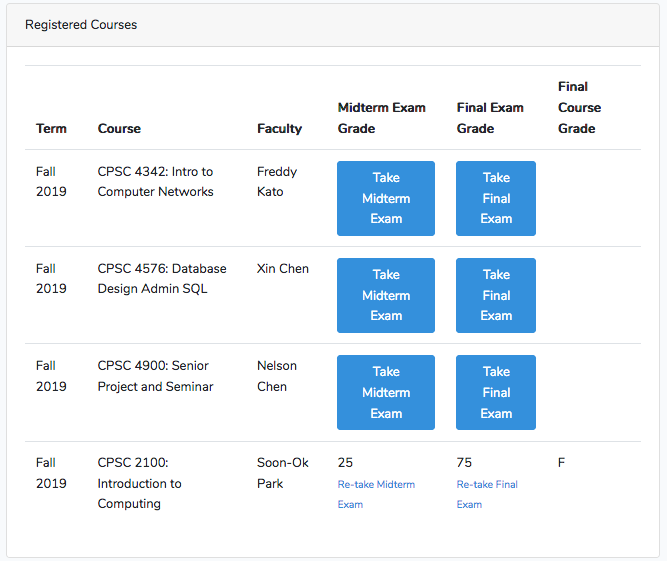 Registered Courses
Term Course Faculty Midterm Exam Grade Final Exam Grade Final Course Grade
Fall 2019 CPSC 4342: Intro to Computer Networks Freddy Kato Take Midterm Exam Take Final Exam
Fall 2019 CPSC 4576: Database Design Admin SQL Xin Chen Take Midterm Exam Take Final Exam
Fall 2019 CPSC 4900: Senior Project and Seminar Nelson Chen Take Midterm Exam Take Final Exam
Fall 2019 CPSC 2100: Introduction to Computing Soon-Ok Park 25 Re-take Midterm Exam 75 Re-take Final Exam F